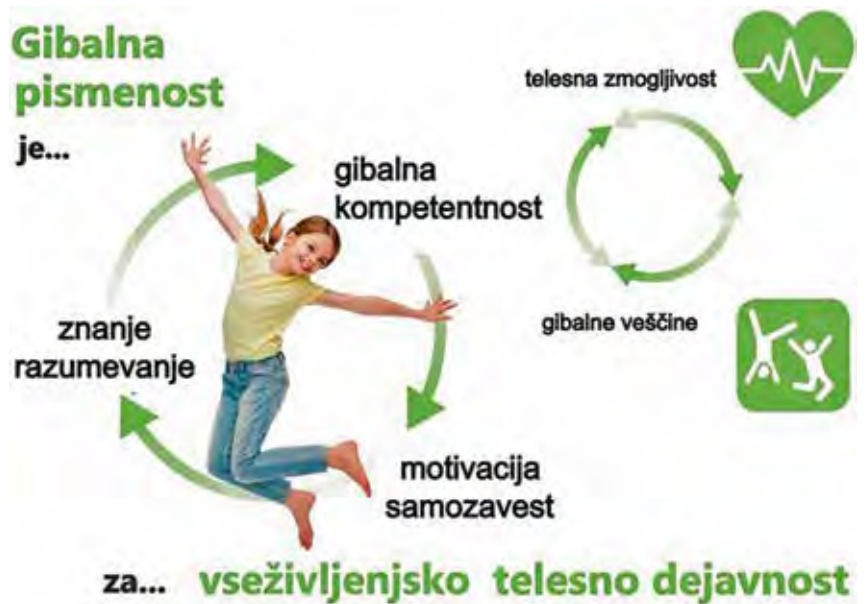 Gibalna
pismenost
je...
telesna zmogljivost
gibalna
kompetentnost
gibalne veščine
znanje
razumevanje
motivacija
samozavest
za... vseživljenjsko telesno dejavnost